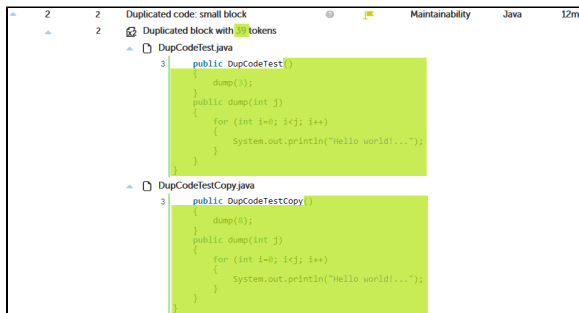 2 2 Duplicated code: small block Maintainability Java 12m
2 Duplicated block with 39 tokens
DupCodeTest.java
3 public DupCodeTest()
{
dump(3);
}
public dump(int j)
{
for (int i=0; i<j; i++)
{
System.out.println("Hello world!...");
}
}
}
DupCodeTestCopy.java
3 public DupCodeTestCopy()
{
dump(8);
}
public dump(int j)
{
for (int i=0; i<j; i++)
{
System.out.println("Hello world!...");
}
}
}